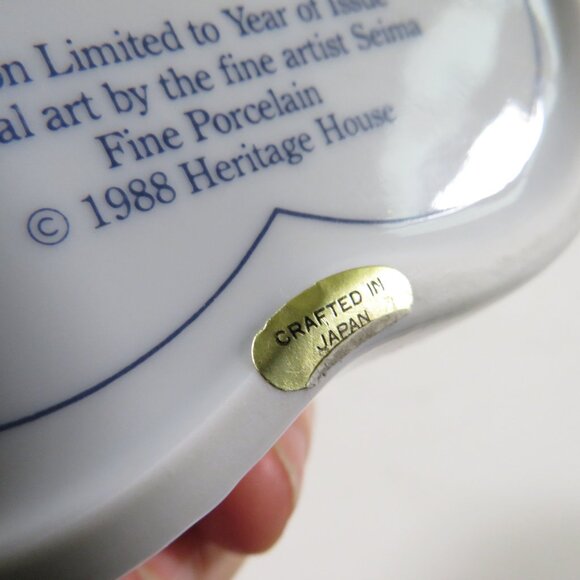 on Limited to Year of Issue
al art by the fine artist Seima
Fine Porcelain
© 1988 Heritage House
CRAFTED IN
JAPAN